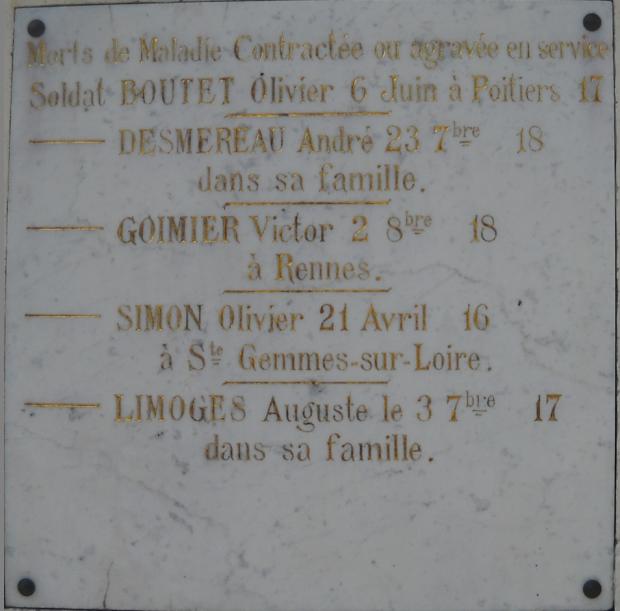 Morts de Maladie Contractée ou agravée en service
Soldat BOUTET Olivier 6 Juin à Poitiers 17
—— DESMEREAU André 23 7bre 18
dans sa famille.
—— GOIMIER Victor 2 8bre 18
à Rennes.
—— SIMON Olivier 21 Avril 16
à Ste Gemmes-sur-Loire.
—— LIMOGES Auguste le 3 7bre 17
dans sa famille.